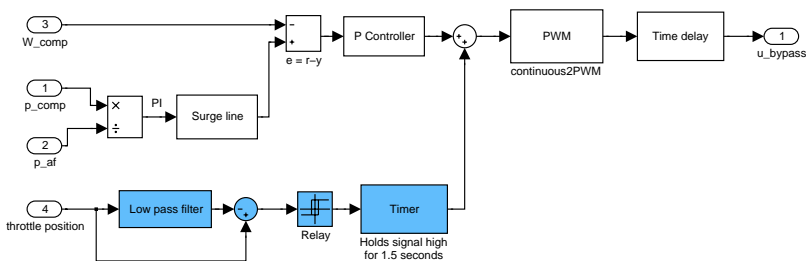 3
W_comp
−
+
e = r−y
P Controller
+
+
PWM
continuous2PWM
Time delay
1
u_bypass
1
p_comp
2
p_af
×
÷
PI
Surge line
4
throttle position
Low pass filter
−
+
Relay
Timer
Holds signal high
for 1.5 seconds